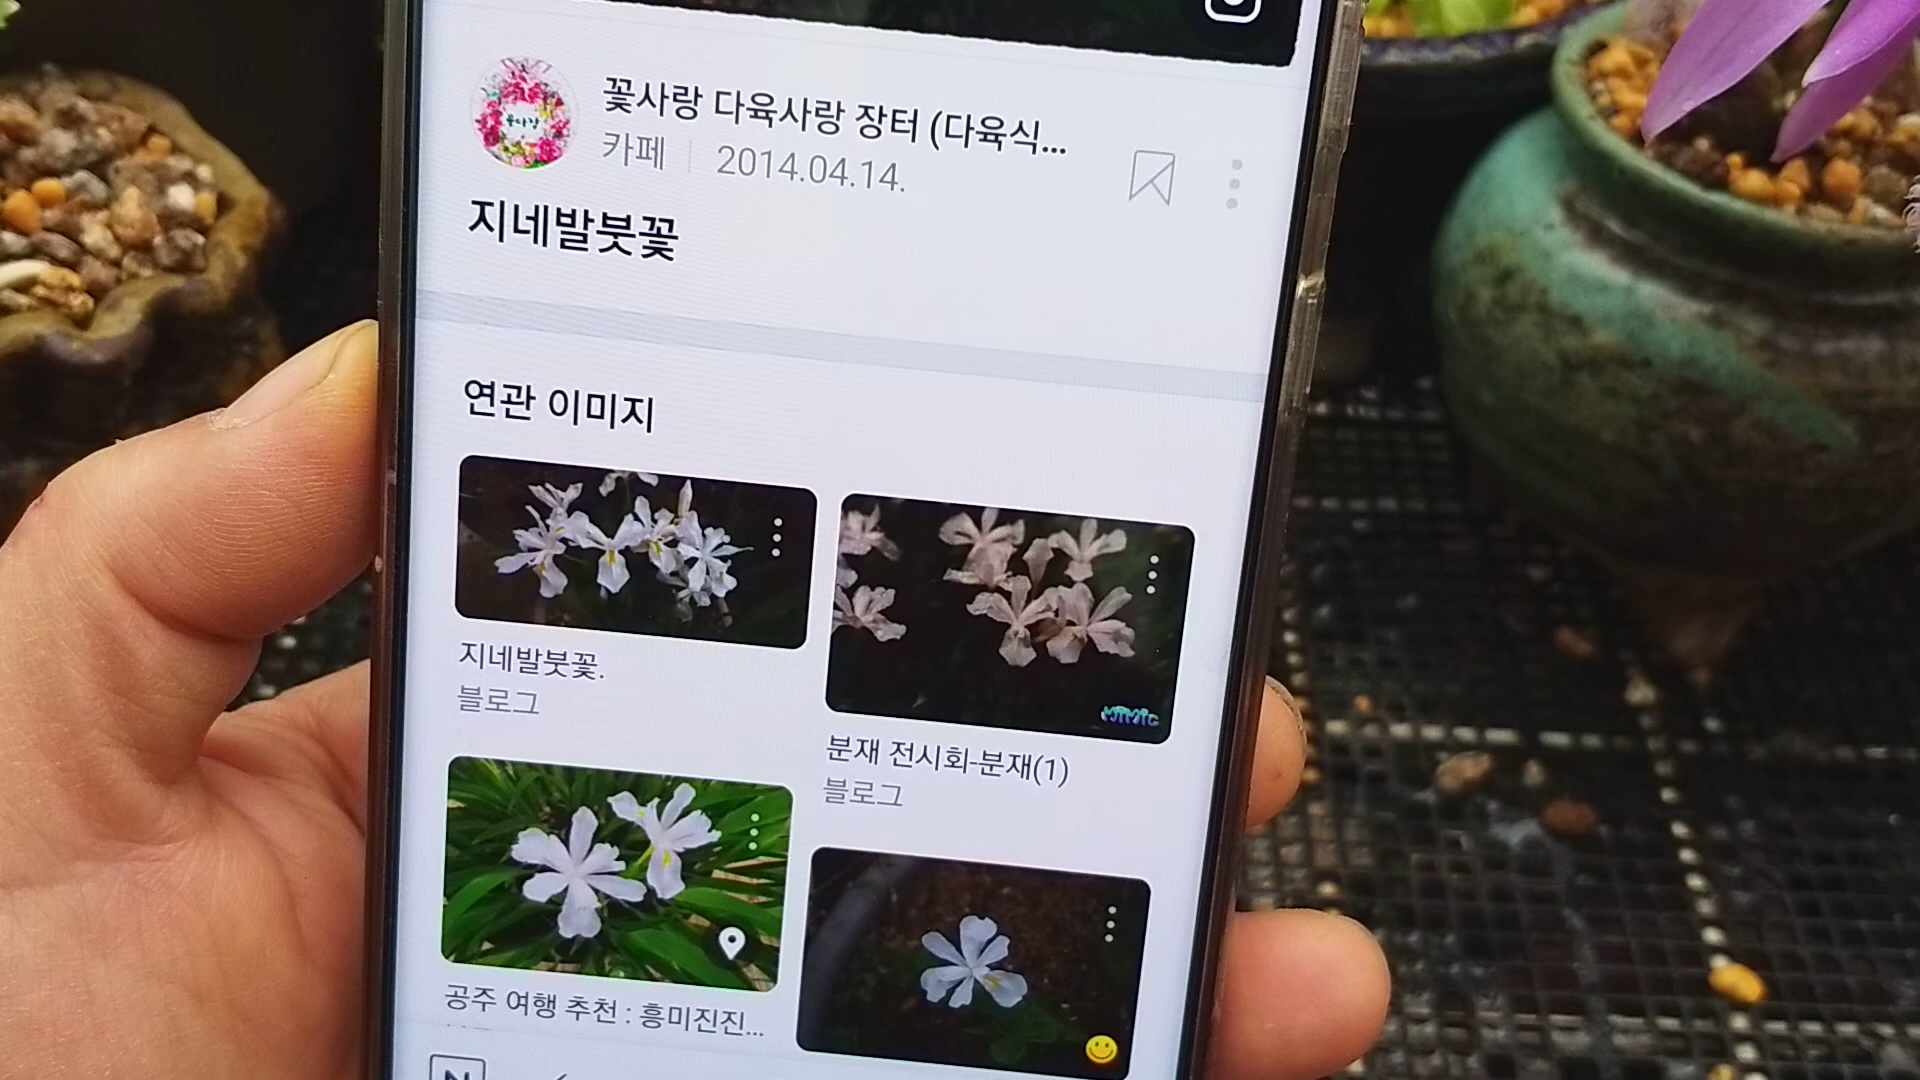 꽃사랑 다육사랑 장터 (다육식...
카페 2014.04.14.
지네발붓꽃
연관 이미지
지네발붓꽃.
블로그
MiMic
분재 전시회-분재(1)
블로그
공주 여행 추천 : 흥미진진...
N